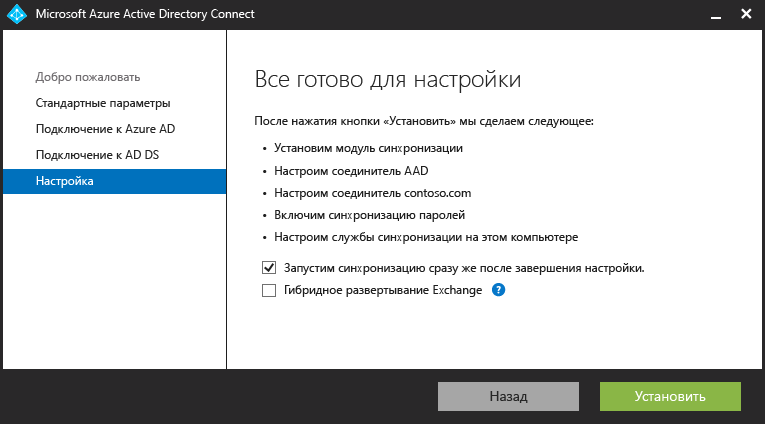 Microsoft Azure Active Directory Connect
Добро пожаловать
Стандартные параметры
Подключение к Azure AD
Подключение к AD DS
Настройка
Все готово для настройки
После нажатия кнопки «Установить» мы сделаем следующее:
• Установим модуль синхронизации
• Настроим соединитель AAD
• Настроим соединитель contoso.com
• Включим синхронизацию паролей
• Настроим службы синхронизации на этом компьютере
Запустим синхронизацию сразу же после завершения настройки.
Гибридное развертывание Exchange ?
Назад
Установить